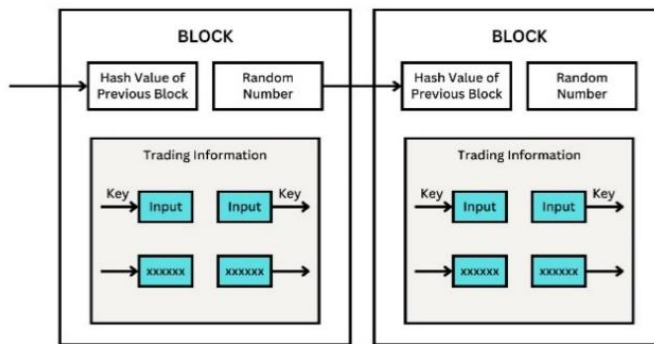 BLOCK
Hash Value of
Previous Block
Random
Number
Trading Information
Key
Input
Input
Key
xxxxxx
xxxxxx
BLOCK
Hash Value of
Previous Block
Random
Number
Trading Information
Key
Input
Input
Key
xxxxxx
xxxxxx